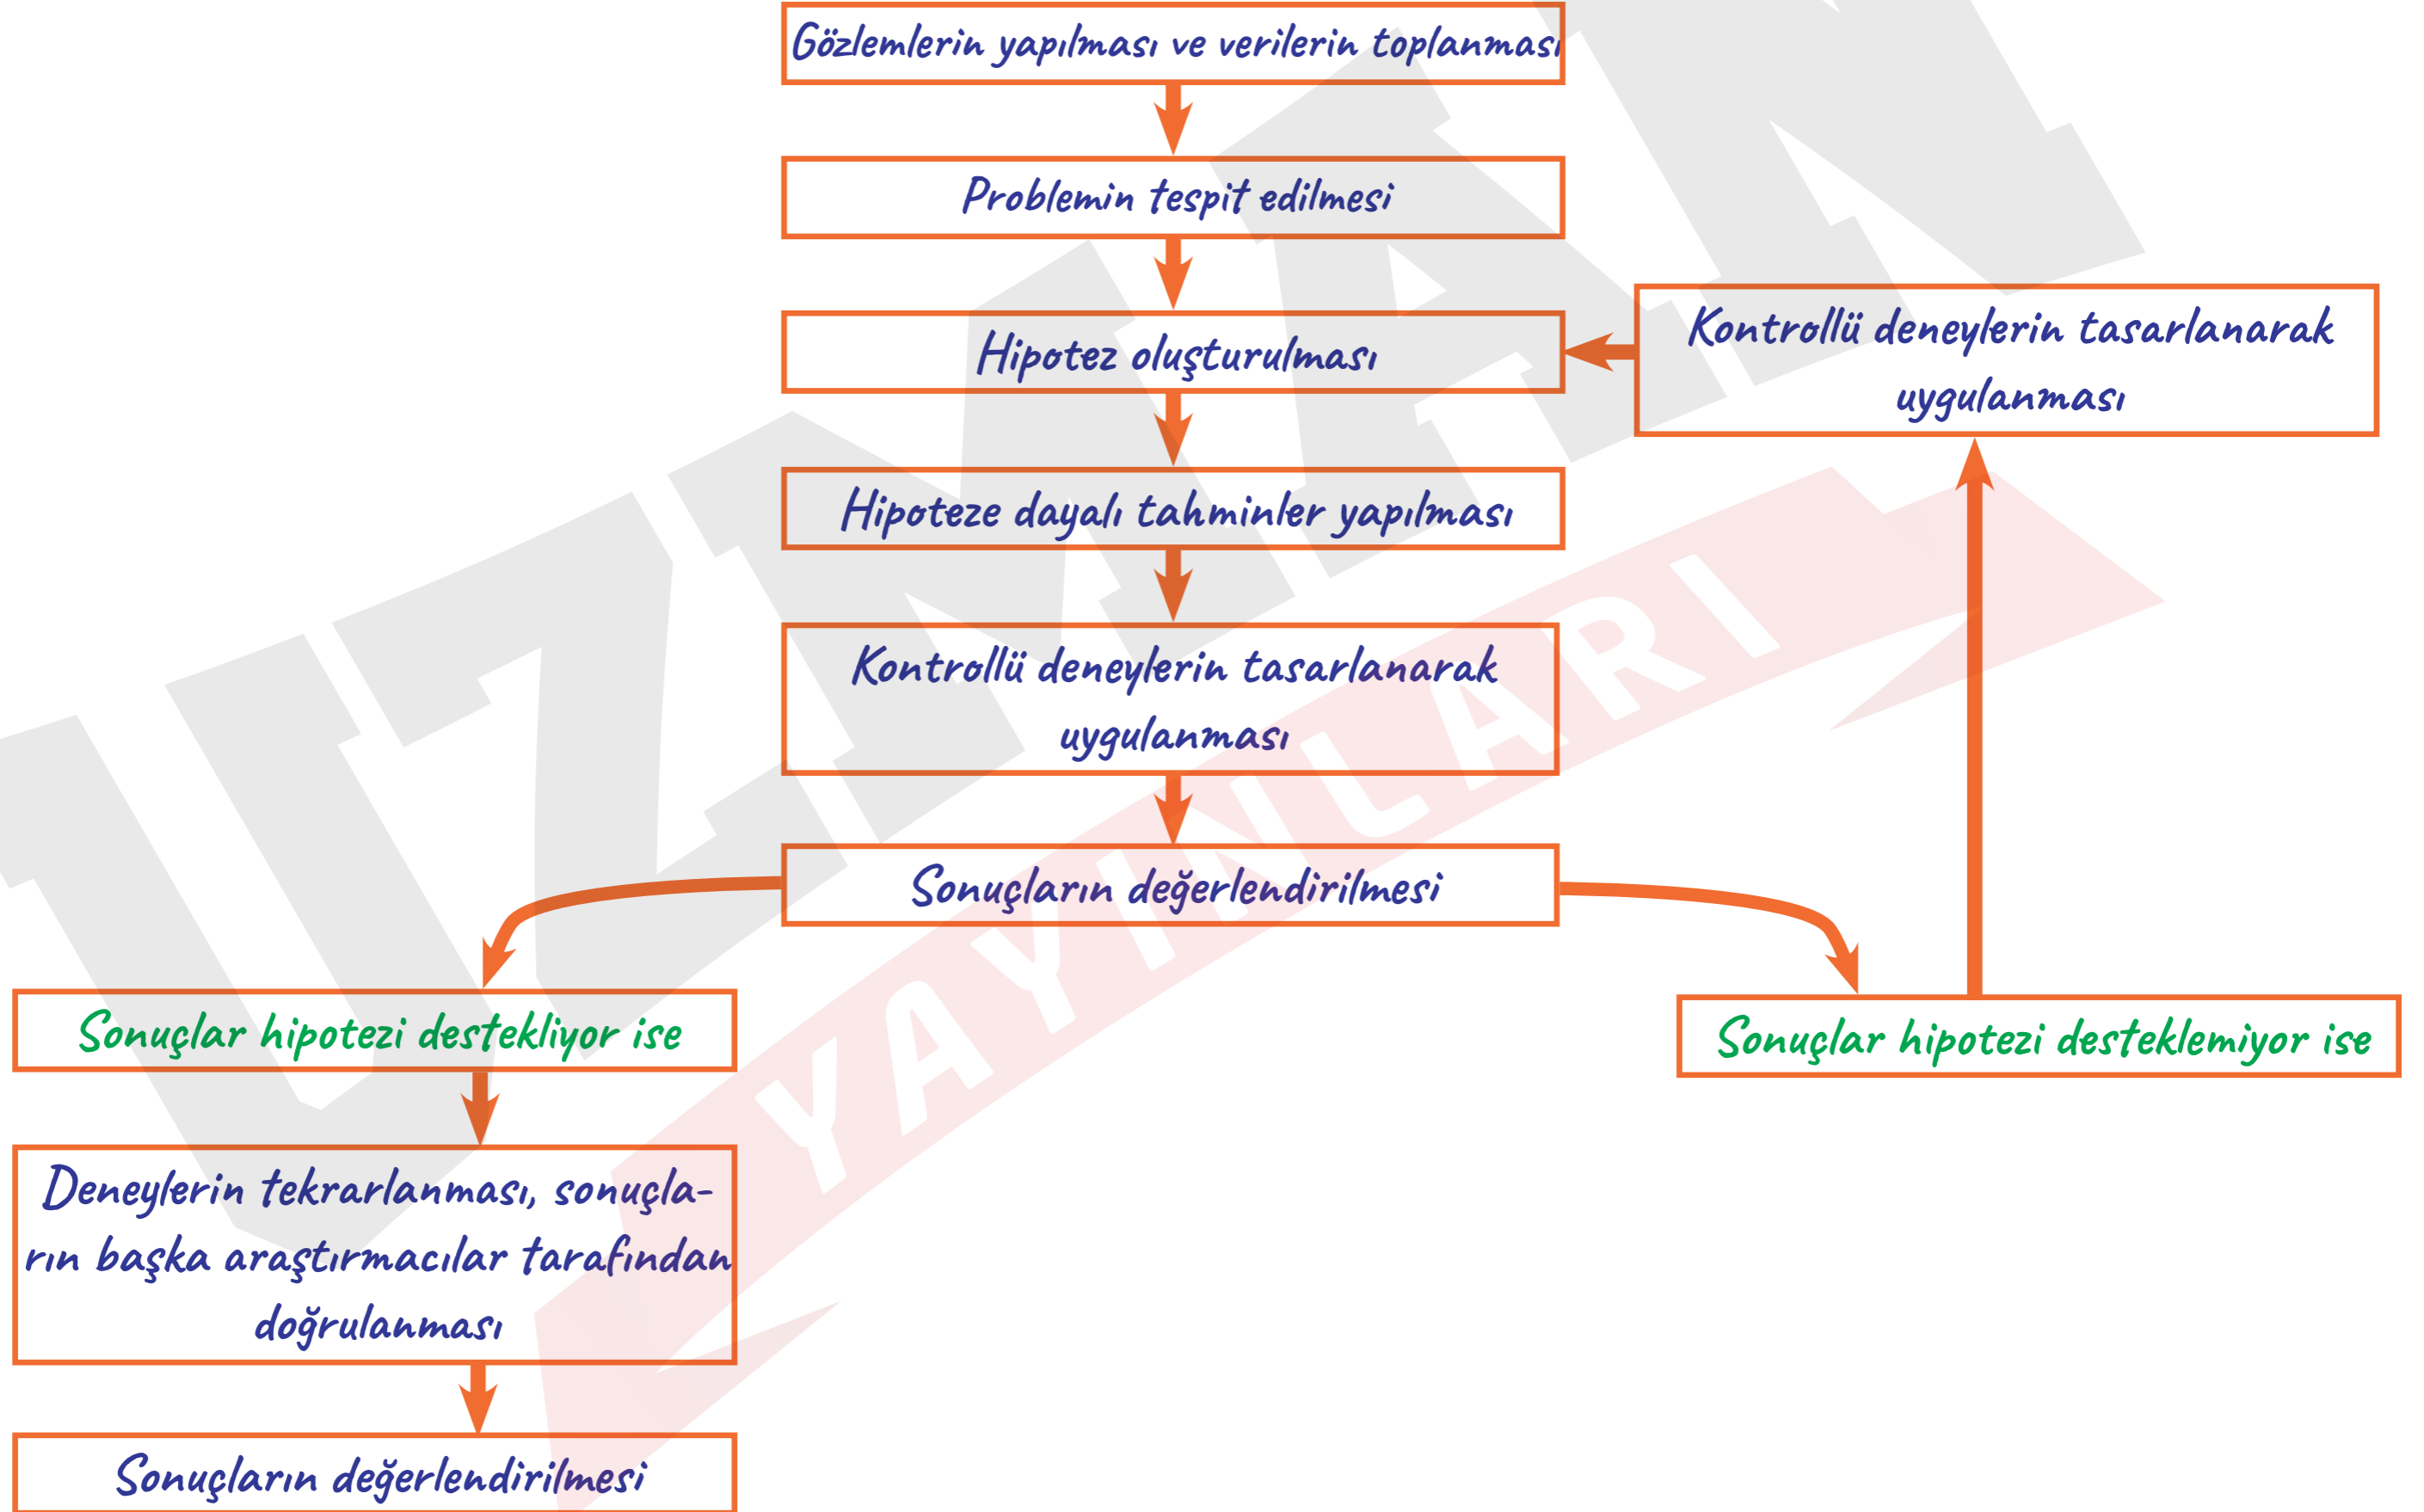 Gözlemlerin yapılması ve verilerin toplanması
Problemin tespit edilmesi
Hipotez oluşturulması
Kontrollü deneylerin tasarlanarak
uygulanması
Hipoteze dayalı tahminler yapılması
Kontrollü deneylerin tasarlanarak
uygulanması
Sonuçların değerlendirilmesi
Sonuçlar hipotezi destekliyor ise
Sonuçlar hipotezi desteklemiyor ise
Deneylerin tekrarlanması, sonuçla-
rın başka araştırmacılar tarafından
doğrulanması
Sonuçların değerlendirilmesi
UZMAN
YAYINLARI